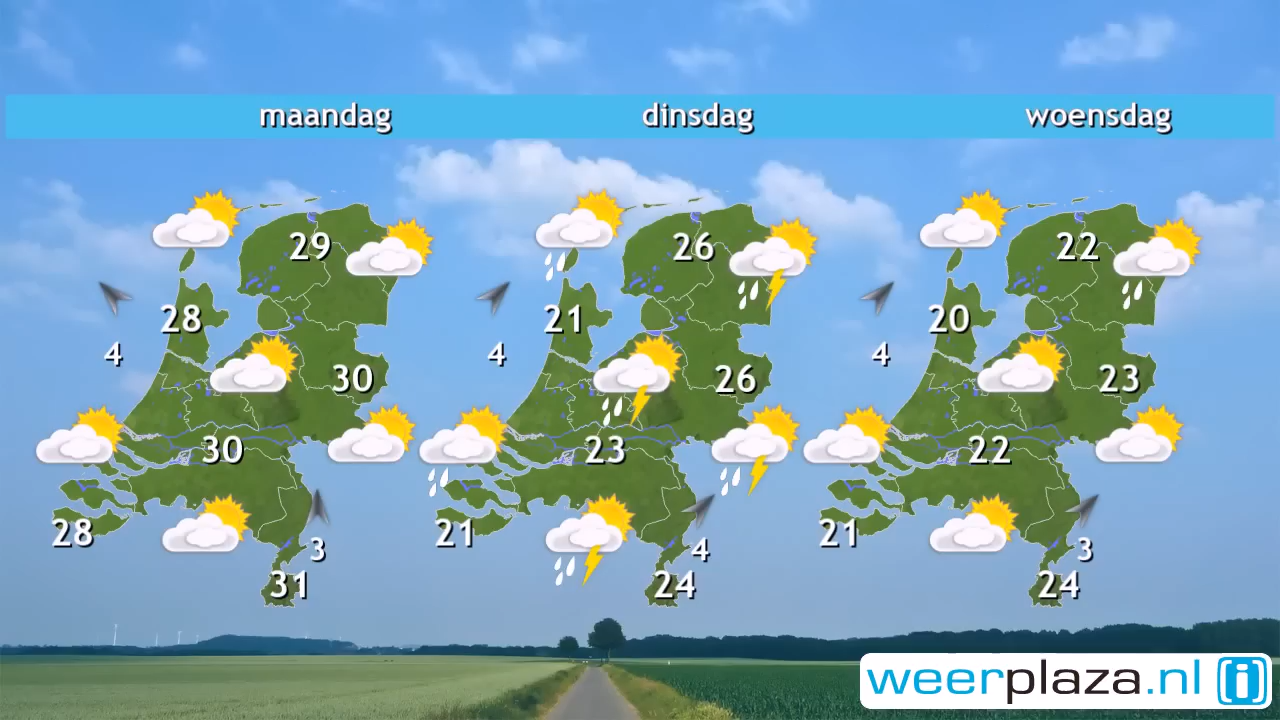 maandag dinsdag woensdag
29 26 22
28 21 20
4 4 4
30 26 23
30 23 22
28 21 21
3 4 3
31 24 24
weerplaza.nl i